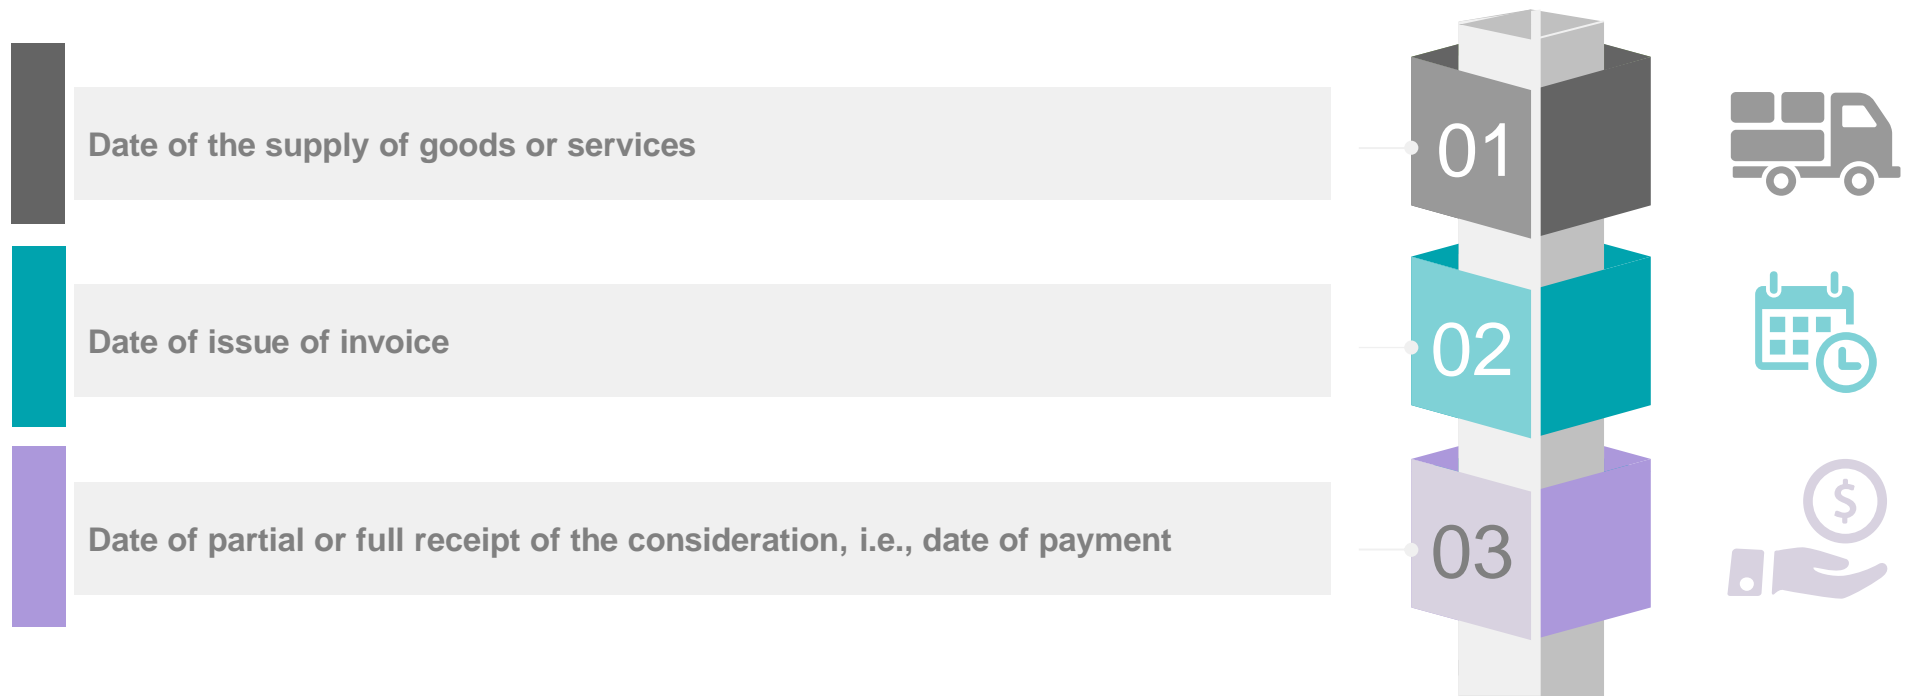 Date of the supply of goods or services
01
Date of issue of invoice
02
Date of partial or full receipt of the consideration, i.e., date of payment
03
$